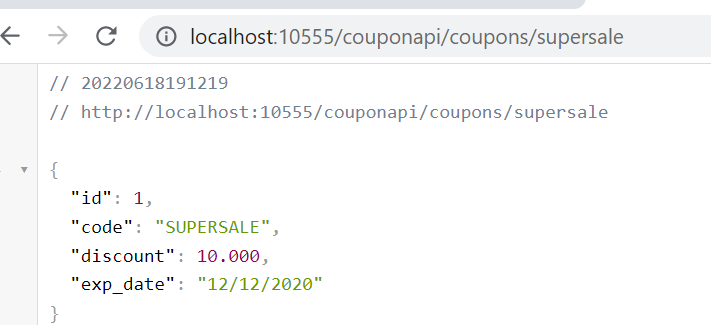 localhost:10555/couponapi/coupons/supersale
// 20220618191219
// http://localhost:10555/couponapi/coupons/supersale
{
"id": 1,
"code": "SUPERSALE",
"discount": 10.000,
"exp_date": "12/12/2020"
}